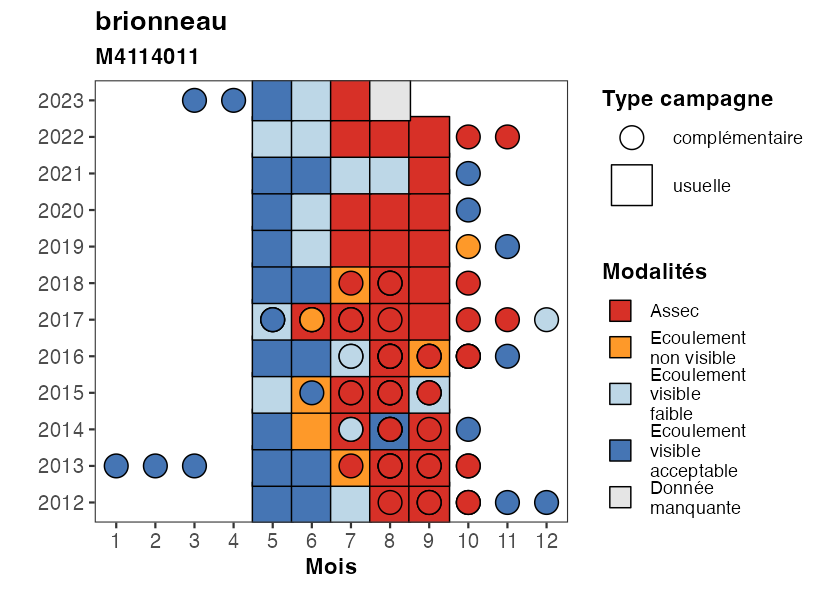 brionneau
M4114011
2023
2022
2021
2020
2019
2018
2017
2016
2015
2014
2013
2012
1 2 3 4 5 6 7 8 9 10 11 12
Mois
Type campagne
complémentaire
usuelle
Modalités
Assec
Ecoulement
non visible
Ecoulement
visible
faible
Ecoulement
visible
acceptable
Donnée
manquante